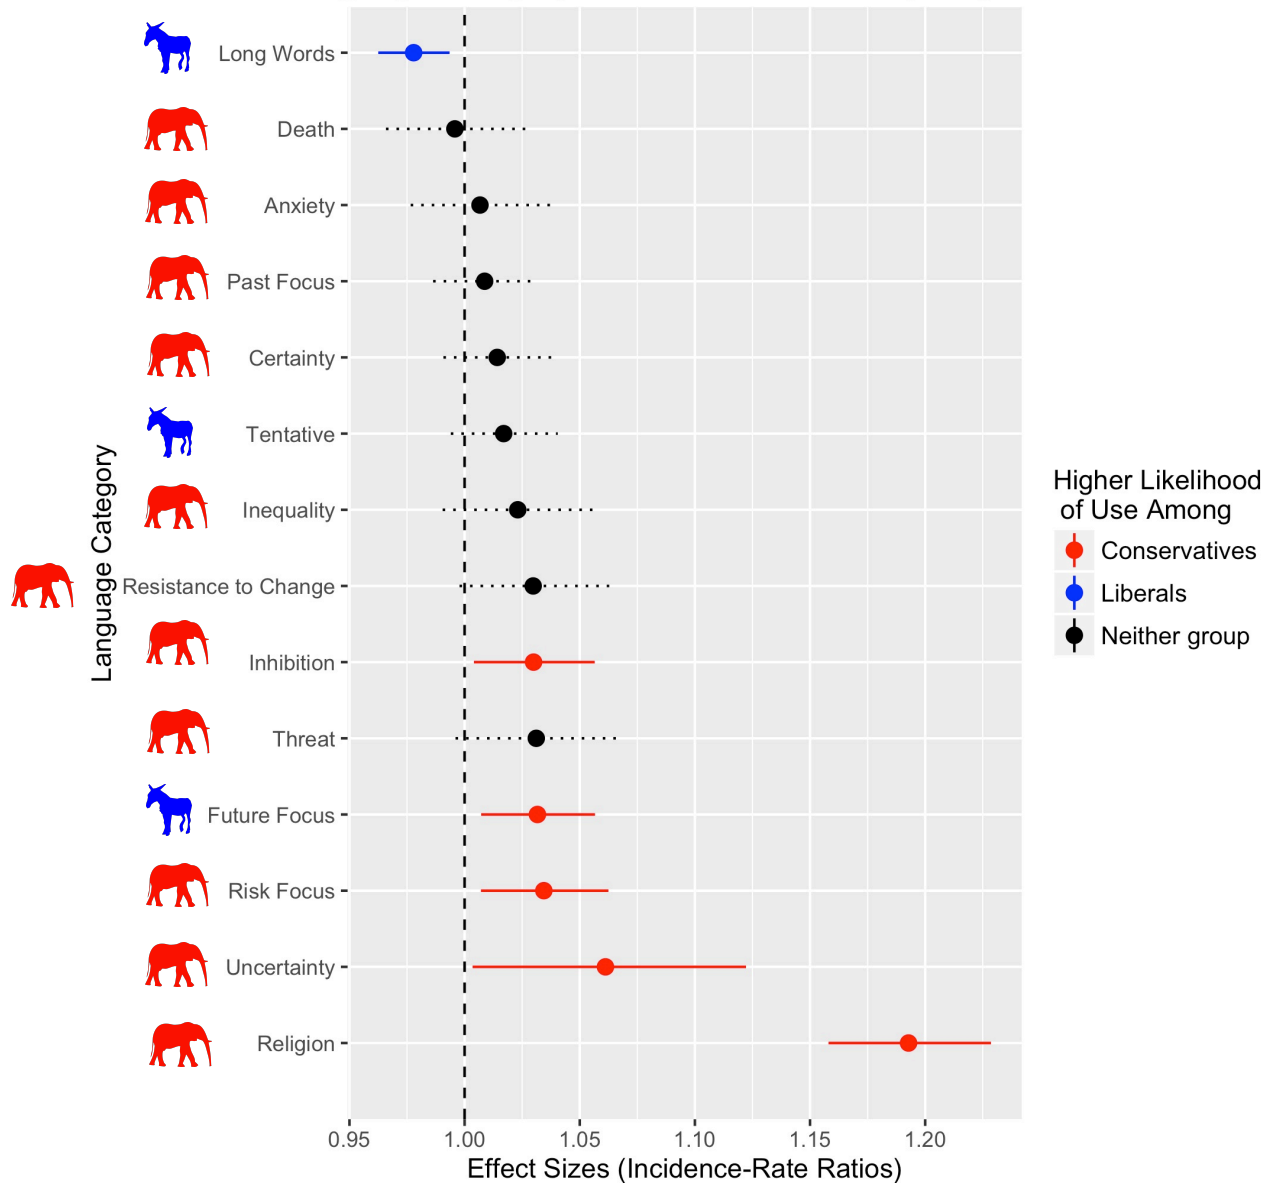 Long Words
Death
Anxiety
Past Focus
Certainty
Tentative
Inequality
Resistance to Change
Inhibition
Threat
Future Focus
Risk Focus
Uncertainty
Religion
Language Category
0.95 1.00 1.05 1.10 1.15 1.20
Effect Sizes (Incidence-Rate Ratios)
Higher Likelihood
of Use Among
Conservatives
Liberals
Neither group